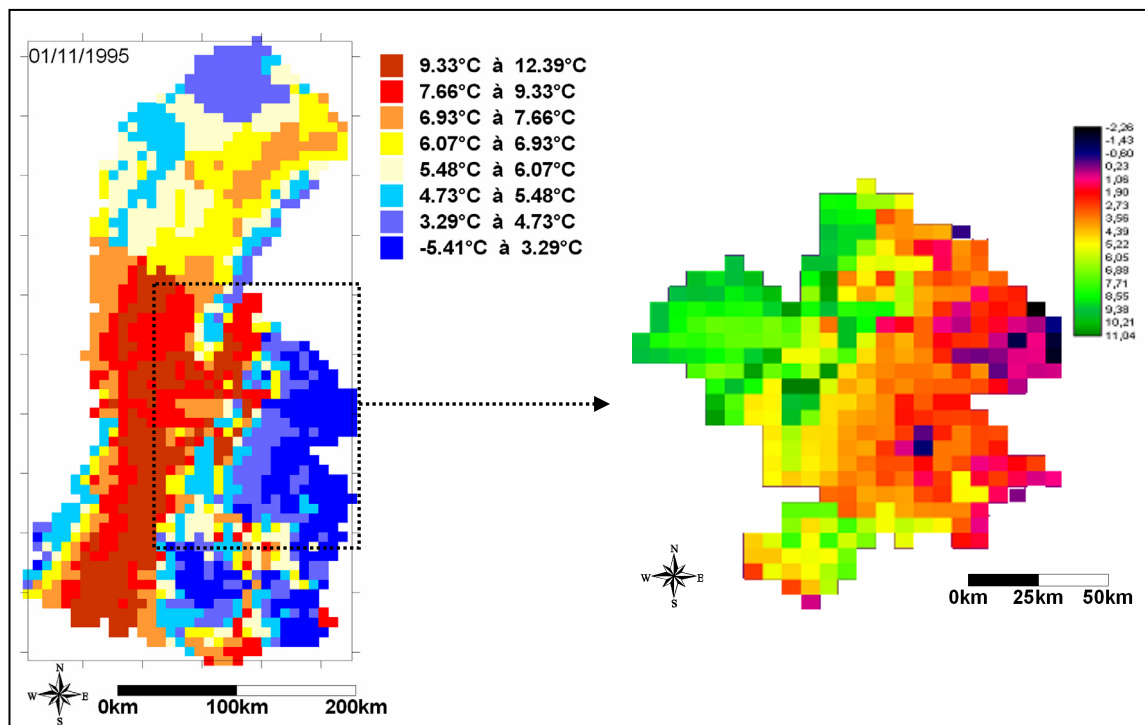 01/11/1995
9.33°C à 12.39°C
7.66°C à 9.33°C
6.93°C à 7.66°C
6.07°C à 6.93°C
5.48°C à 6.07°C
4.73°C à 5.48°C
3.29°C à 4.73°C
-5.41°C à 3.29°C
N
W E
S
0km 100km 200km
-2,26
-1,43
-0,60
0,23
1,06
1,90
2,73
3,56
4,39
5,22
6,05
6,88
7,71
8,55
9,38
10,21
11,04
N
W E
S
0km 25km 50km